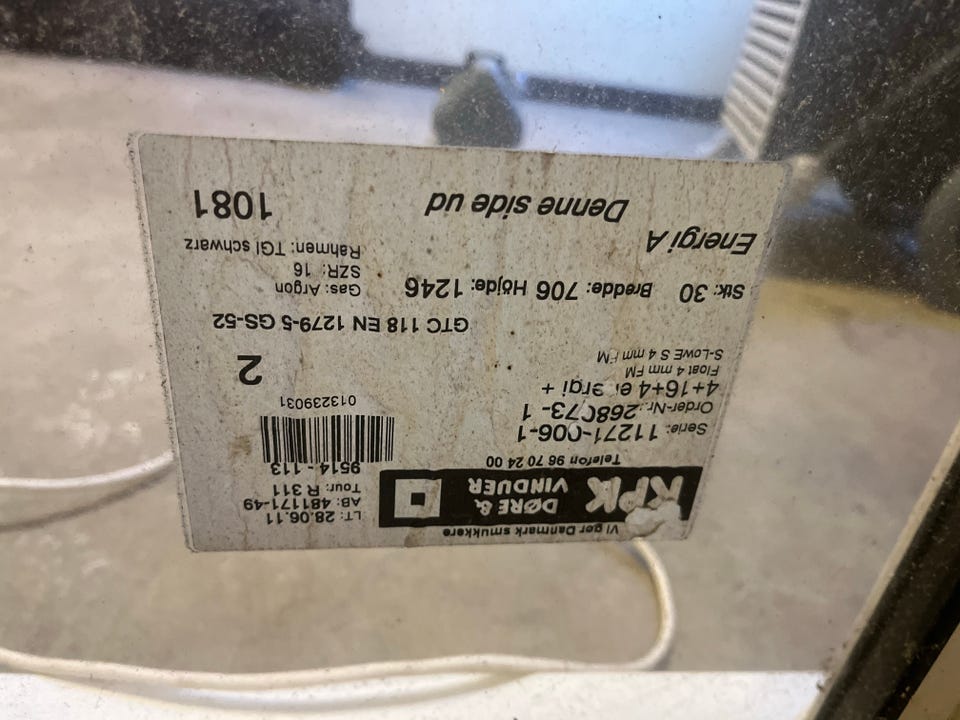 Vi gør Danmark smukkere
KPK DØRE & VINDUER
Telefon 96 70 24 00
LT: 28.06.11
AB: 481171-49
Tour: R 311
9514 - 113
013239031
2
Serie: 11271-006-1
Order-Nr.: 268073- 1
4+16+4 energi +
Float 4 mm FM
S-LowE S 4 mm FM
GTC 118 EN 1279-5 GS-52
Stk: 30 Bredde: 706 Höjde: 1246
Gas: Argon
SZR: 16
Rahmen: TGI schwarz
Energi A
Denne side ud
1081